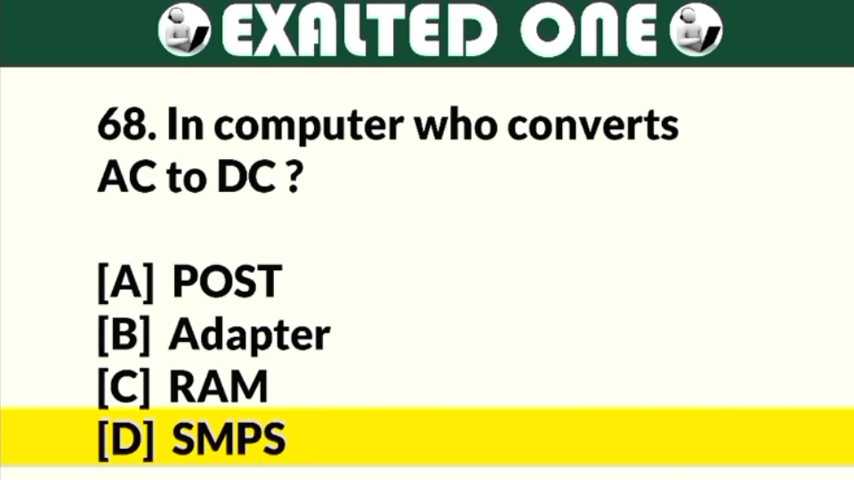 EXALTED ONE
68. In computer who converts
AC to DC ?
[A] POST
[B] Adapter
[C] RAM
[D] SMPS